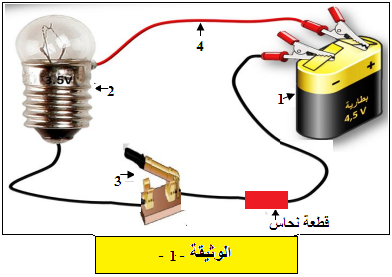 4
3.5V
2
1
- +
بطارية
4,5 V
3
قطعة نحاس
الوثيقة - 1 -